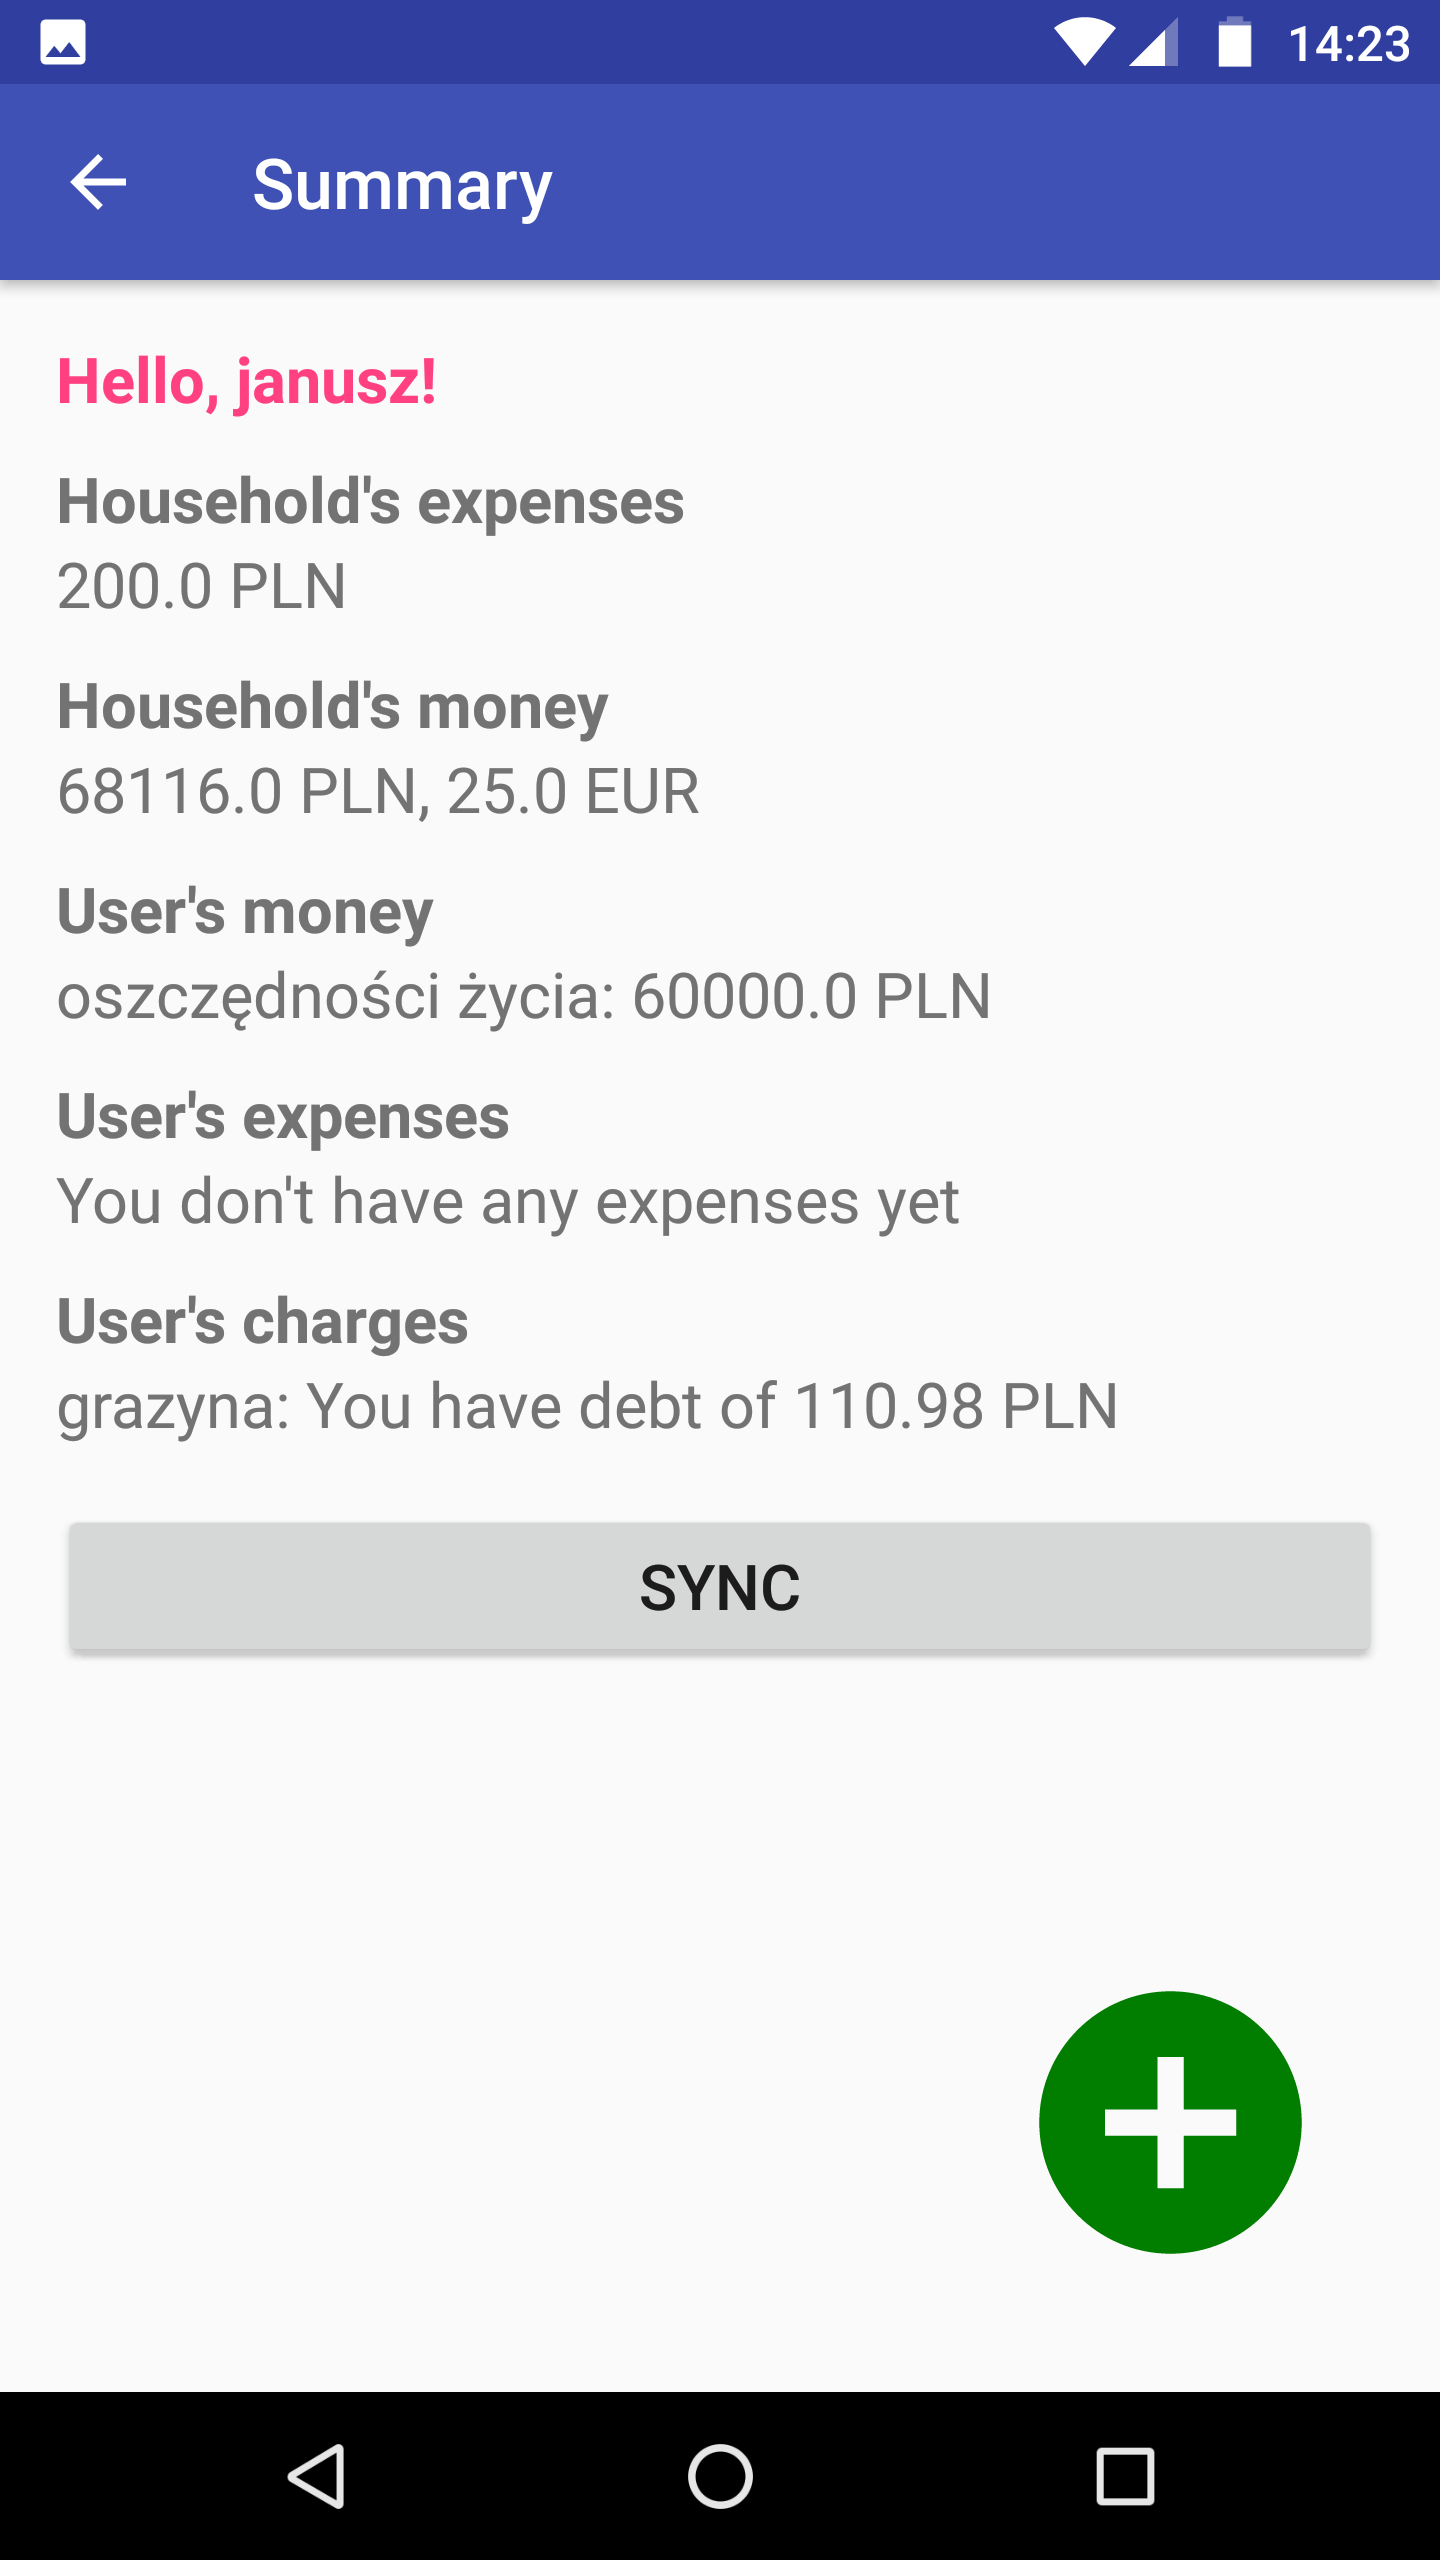 14:23
Summary
Hello, janusz!
Household's expenses
200.0 PLN
Household's money
68116.0 PLN, 25.0 EUR
User's money
oszczędności życia: 60000.0 PLN
User's expenses
You don't have any expenses yet
User's charges
grazyna: You have debt of 110.98 PLN
SYNC